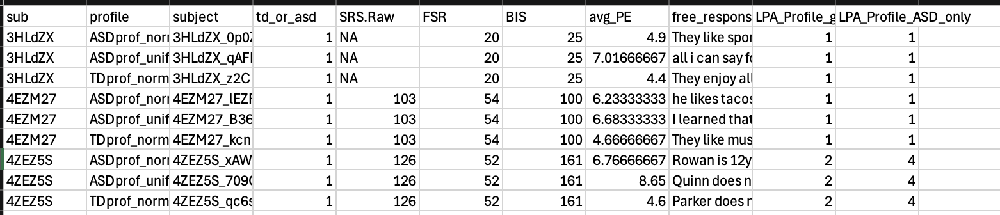 sub profile subject td_or_asd SRS.Raw FSR BIS avg_PE free_respons LPA_Profile_g LPA_Profile_ASD_only
3HLdZX ASDprof_nor 3HLdZX_0p0Z 1 NA 20 25 4.9 They like spor 1 1
3HLdZX ASDprof_unif 3HLdZX_qAFI 1 NA 20 25 7.01666667 all i can say fo 1 1
3HLdZX TDprof_norm 3HLdZX_z2C 1 NA 20 25 4.4 They enjoy al 1 1
4EZM27 ASDprof_nor 4EZM27_lEZF 1 103 54 100 6.23333333 he likes tacos 1 1
4EZM27 ASDprof_unif 4EZM27_B36 1 103 54 100 6.68333333 I learned that 1 1
4EZM27 TDprof_norm 4EZM27_kcn 1 103 54 100 4.66666667 They like mus 1 1
4ZEZ5S ASDprof_nor 4ZEZ5S_xAW 1 126 52 161 6.76666667 Rowan is 12y 2 4
4ZEZ5S ASDprof_unif 4ZEZ5S_709 1 126 52 161 8.65 Quinn does n 2 4
4ZEZ5S TDprof_norm 4ZEZ5S_qc6s 1 126 52 161 4.6 Parker does r 2 4